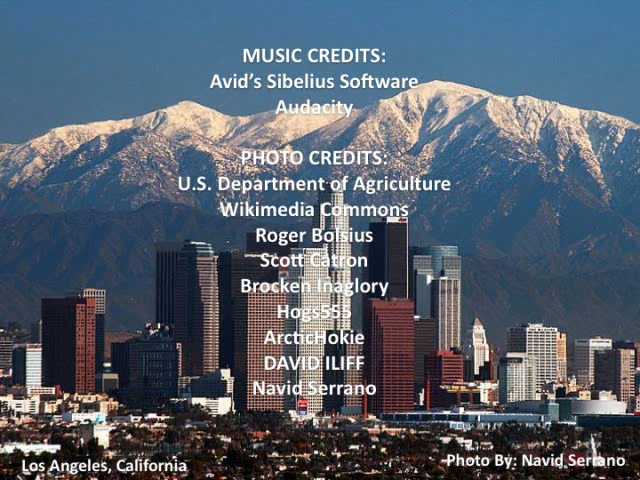 MUSIC CREDITS:
Avid's Sibelius Software
Audacity
PHOTO CREDITS:
U.S. Department of Agriculture
Wikimedia Commons
Roger Bolsius
Scott Catron
Brocken Inaglory
Hogs555
ArcticHokie
DAVID ILIFF
Navid Serrano
Los Angeles, California
Photo By: Navid Serrano